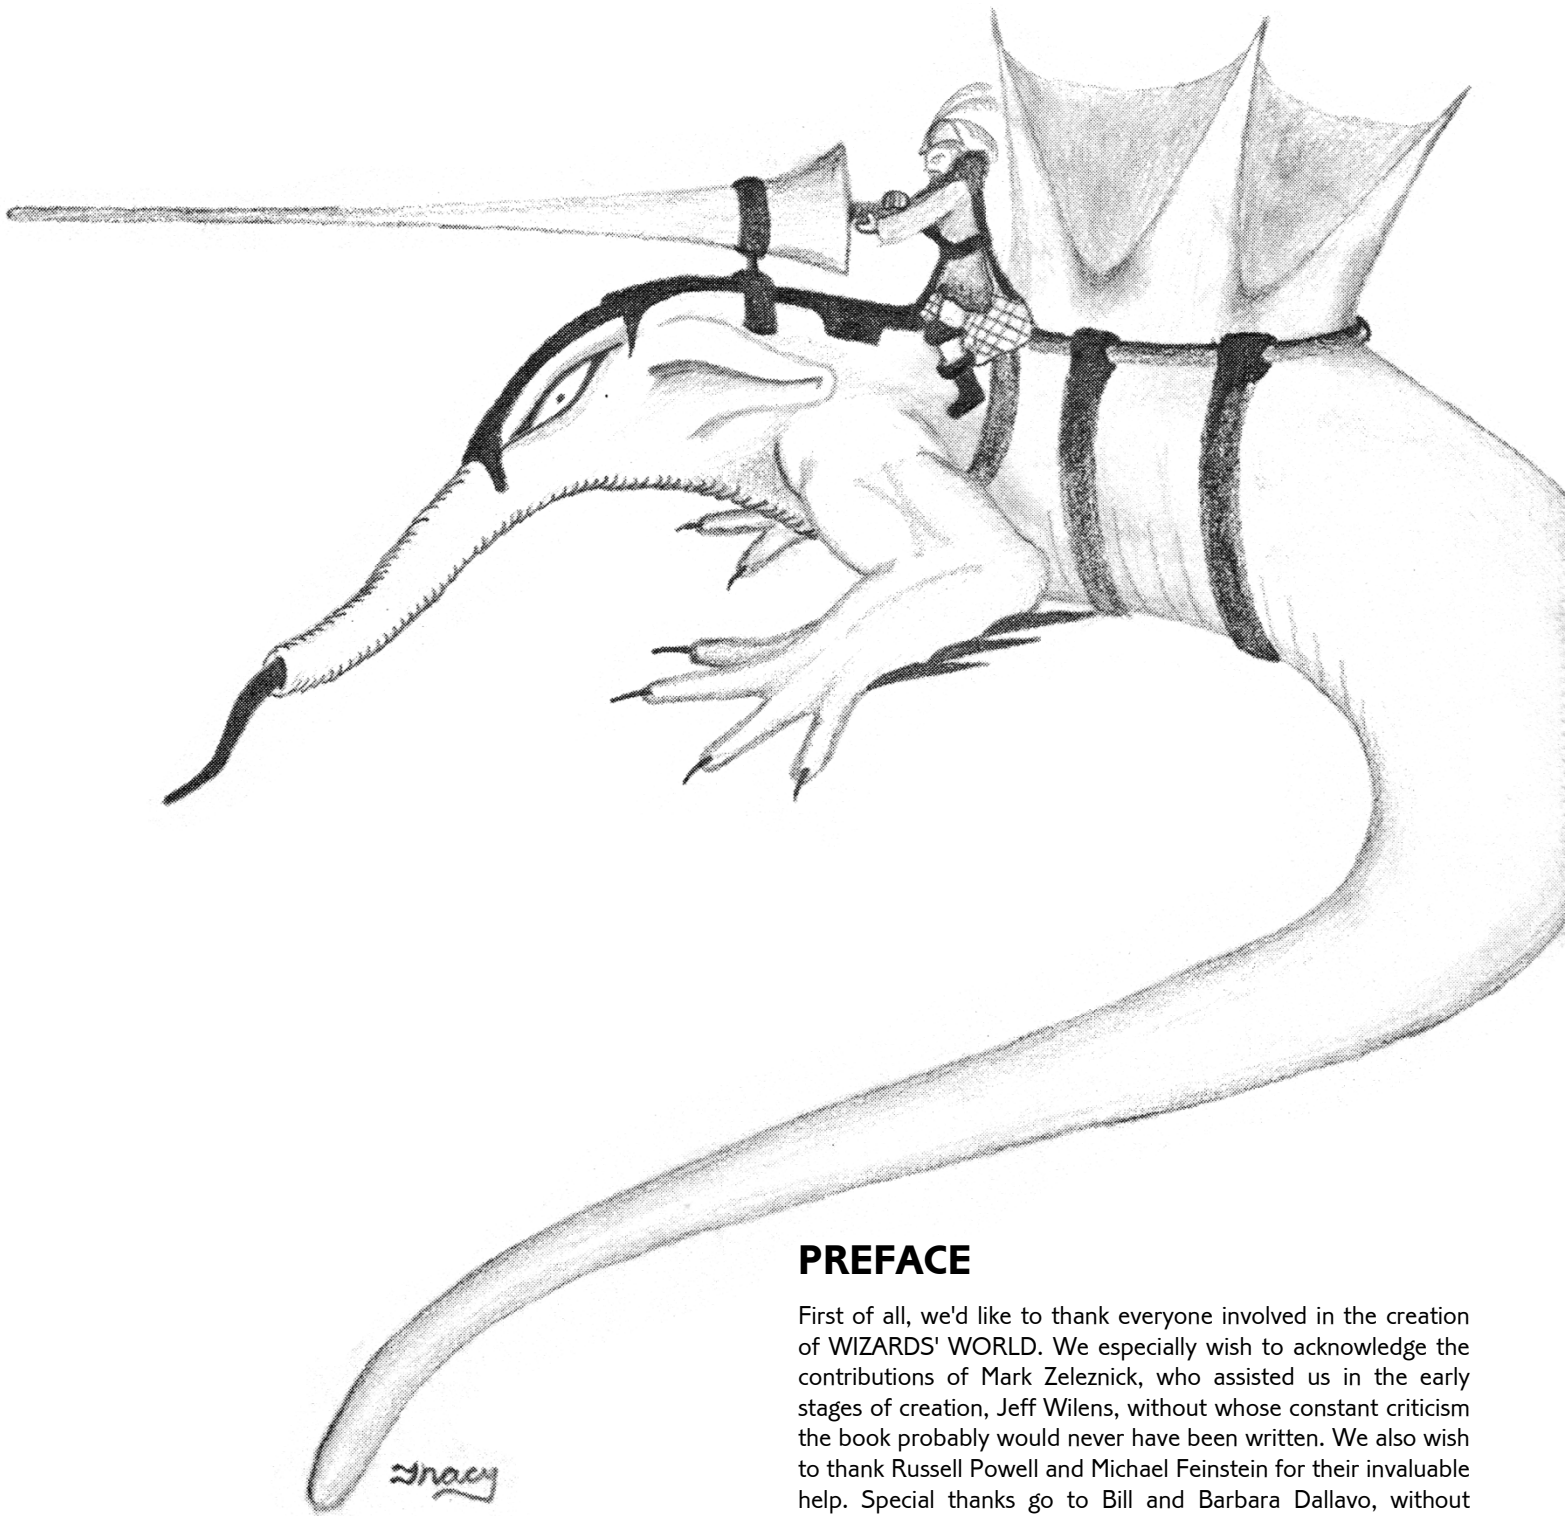 PREFACE
First of all, we'd like to thank everyone involved in the creation
of WIZARDS' WORLD. We especially wish to acknowledge the
contributions of Mark Zeleznick, who assisted us in the early
stages of creation, Jeff Wilens, without whose constant criticism
the book probably would never have been written. We also wish
to thank Russell Powell and Michael Feinstein for their invaluable
help. Special thanks go to Bill and Barbara Dallavo, without
Tracy